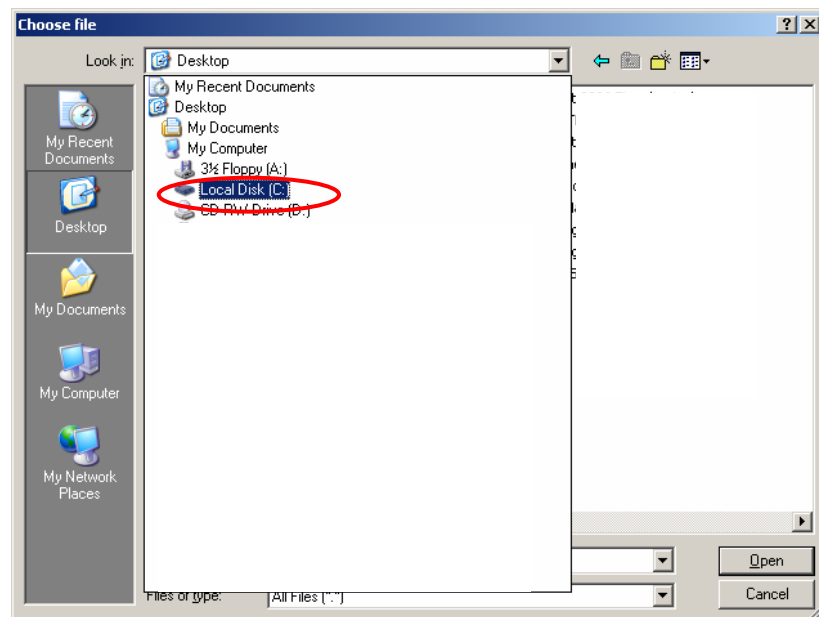 Choose file
Look in: Desktop
My Recent Documents
Desktop
My Documents
My Computer
3½ Floppy (A:)
Local Disk (C:
CD-RW Drive (D:)
My Recent
Documents
Desktop
My Documents
My Computer
My Network
Places
Open
Files of type: All Files (*.*)
Cancel